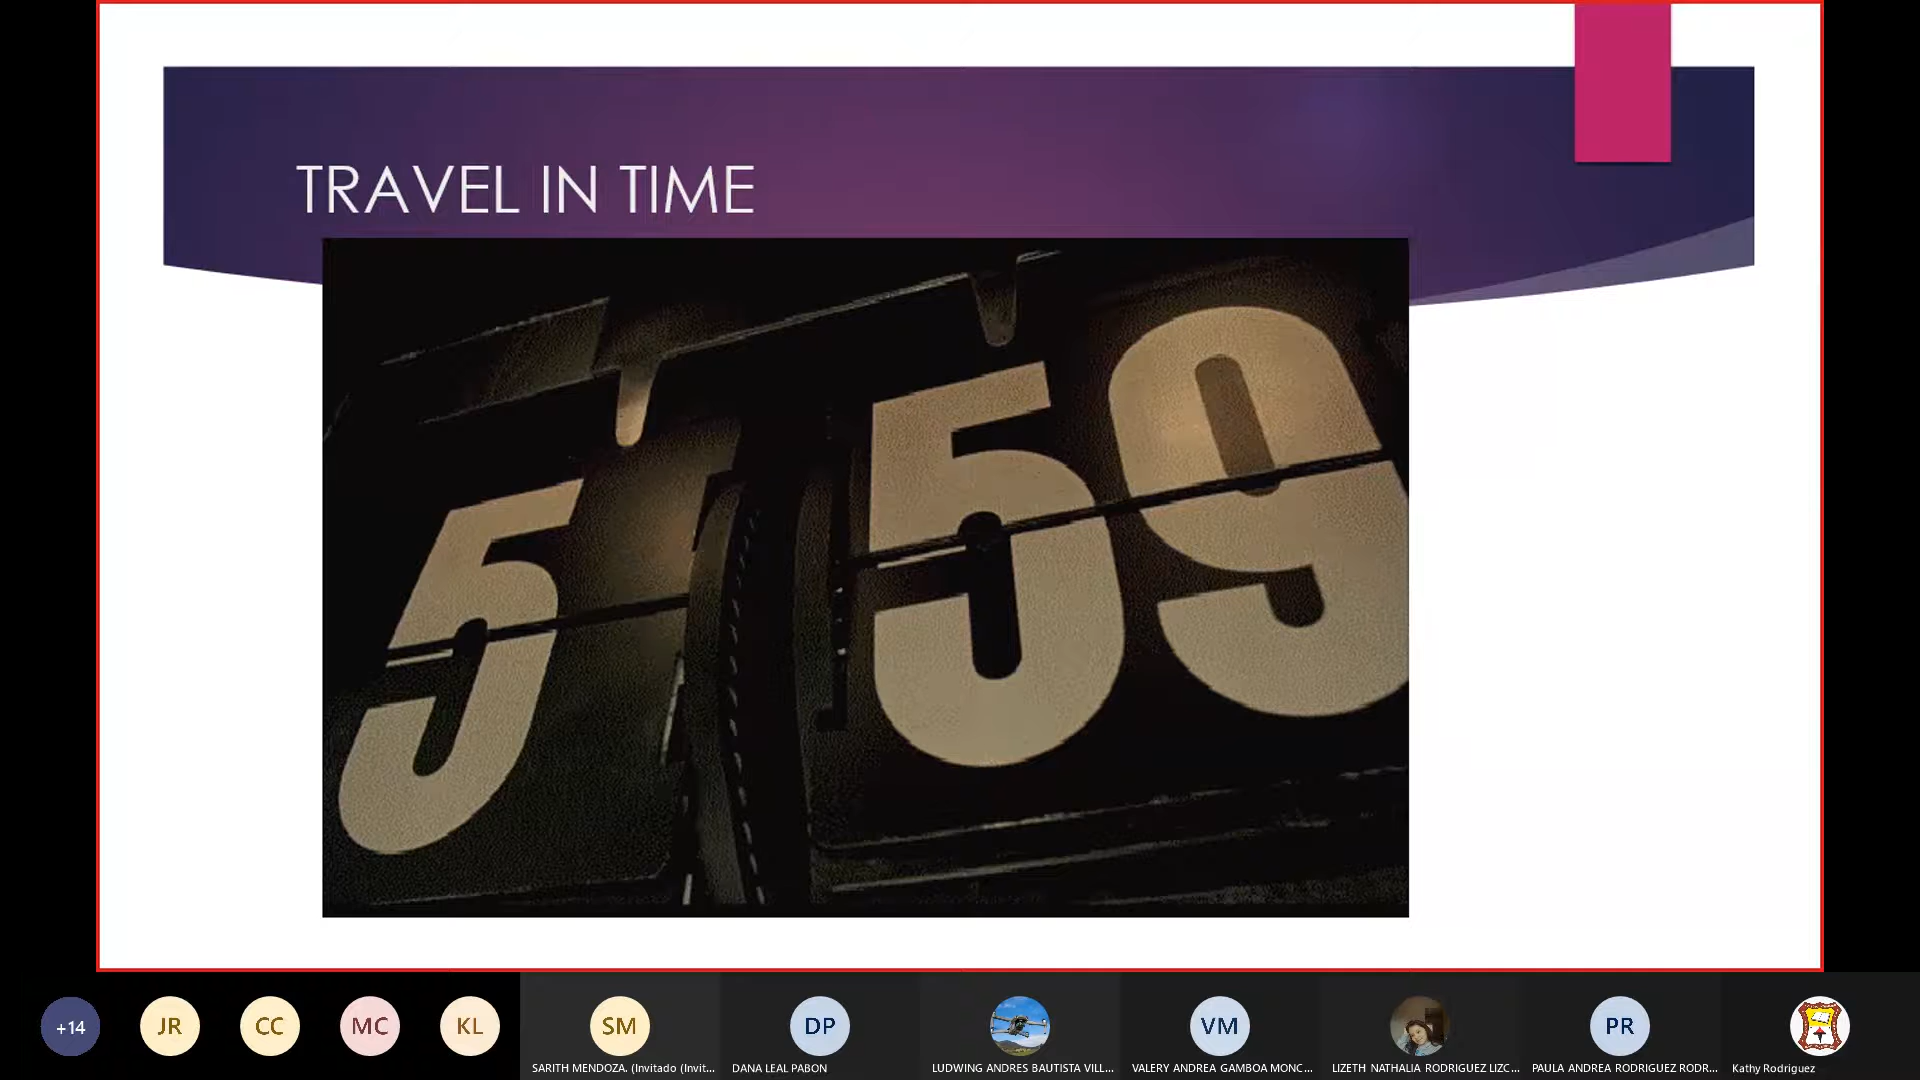 TRAVEL IN TIME
5 59
+14
JR
CC
MC
KL
SM
DP
VM
PR
SARITH MENDOZA. (Invitado (Invit...
DANA LEAL PABON
LUDWING ANDRES BAUTISTA VILL...
VALERY ANDREA GAMBOA MONC...
LIZETH NATHALIA RODRIGUEZ LIZC...
PAULA ANDREA RODRIGUEZ RODR...
Kathy Rodriguez